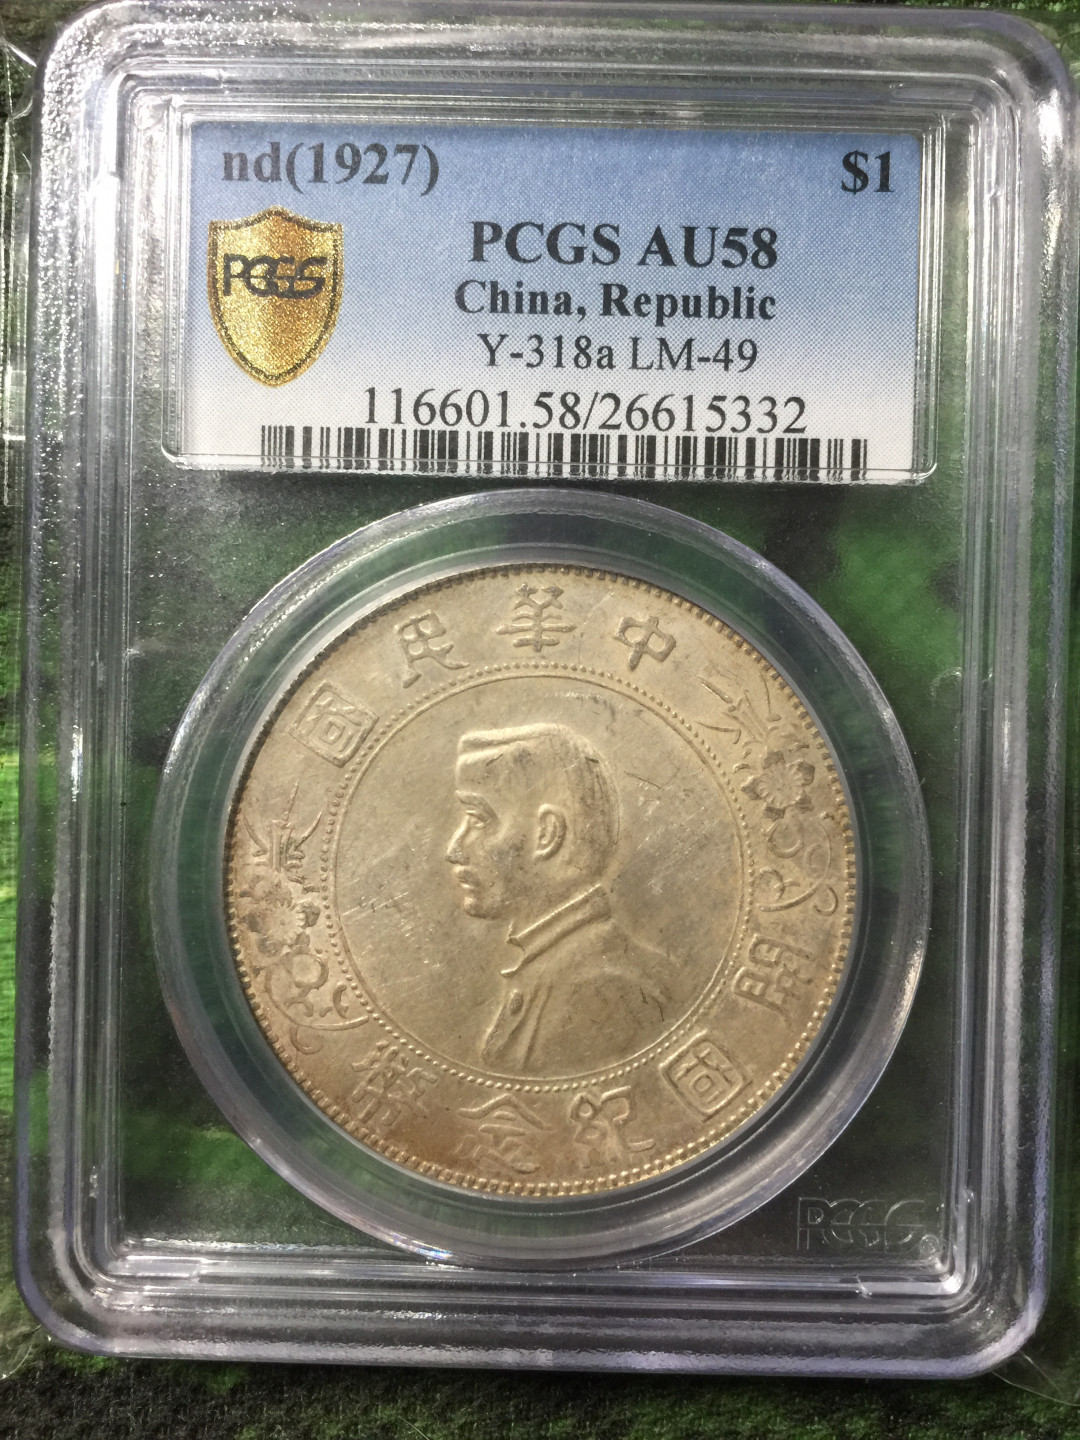 nd(1927)
$1
PCGS
PCGS AU58
China, Republic
Y-318a LM-49
116601.58/26615332
中華民國
開國紀念幣
PCGS